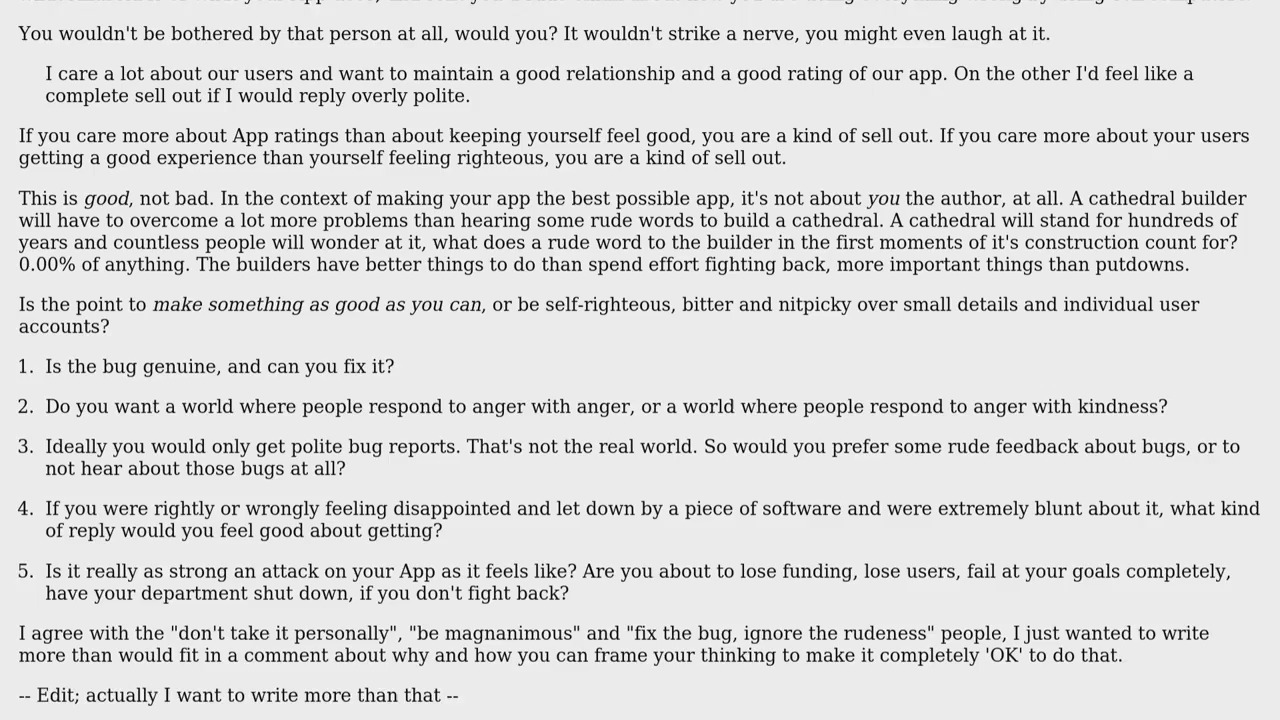 You wouldn't be bothered by that person at all, would you? It wouldn't strike a nerve, you might even laugh at it.
I care a lot about our users and want to maintain a good relationship and a good rating of our app. On the other I'd feel like a
complete sell out if I would reply overly polite.
If you care more about App ratings than about keeping yourself feel good, you are a kind of sell out. If you care more about your users
getting a good experience than yourself feeling righteous, you are a kind of sell out.
This is good, not bad. In the context of making your app the best possible app, it's not about you the author, at all. A cathedral builder
will have to overcome a lot more problems than hearing some rude words to build a cathedral. A cathedral will stand for hundreds of
years and countless people will wonder at it, what does a rude word to the builder in the first moments of it's construction count for?
0.00% of anything. The builders have better things to do than spend effort fighting back, more important things than putdowns.
Is the point to make something as good as you can, or be self-righteous, bitter and nitpicky over small details and individual user
accounts?
1. Is the bug genuine, and can you fix it?
2. Do you want a world where people respond to anger with anger, or a world where people respond to anger with kindness?
3. Ideally you would only get polite bug reports. That's not the real world. So would you prefer some rude feedback about bugs, or to
not hear about those bugs at all?
4. If you were rightly or wrongly feeling disappointed and let down by a piece of software and were extremely blunt about it, what kind
of reply would you feel good about getting?
5. Is it really as strong an attack on your App as it feels like? Are you about to lose funding, lose users, fail at your goals completely,
have your department shut down, if you don't fight back?
I agree with the "don't take it personally", "be magnanimous" and "fix the bug, ignore the rudeness" people, I just wanted to write
more than would fit in a comment about why and how you can frame your thinking to make it completely 'OK' to do that.
-- Edit; actually I want to write more than that --